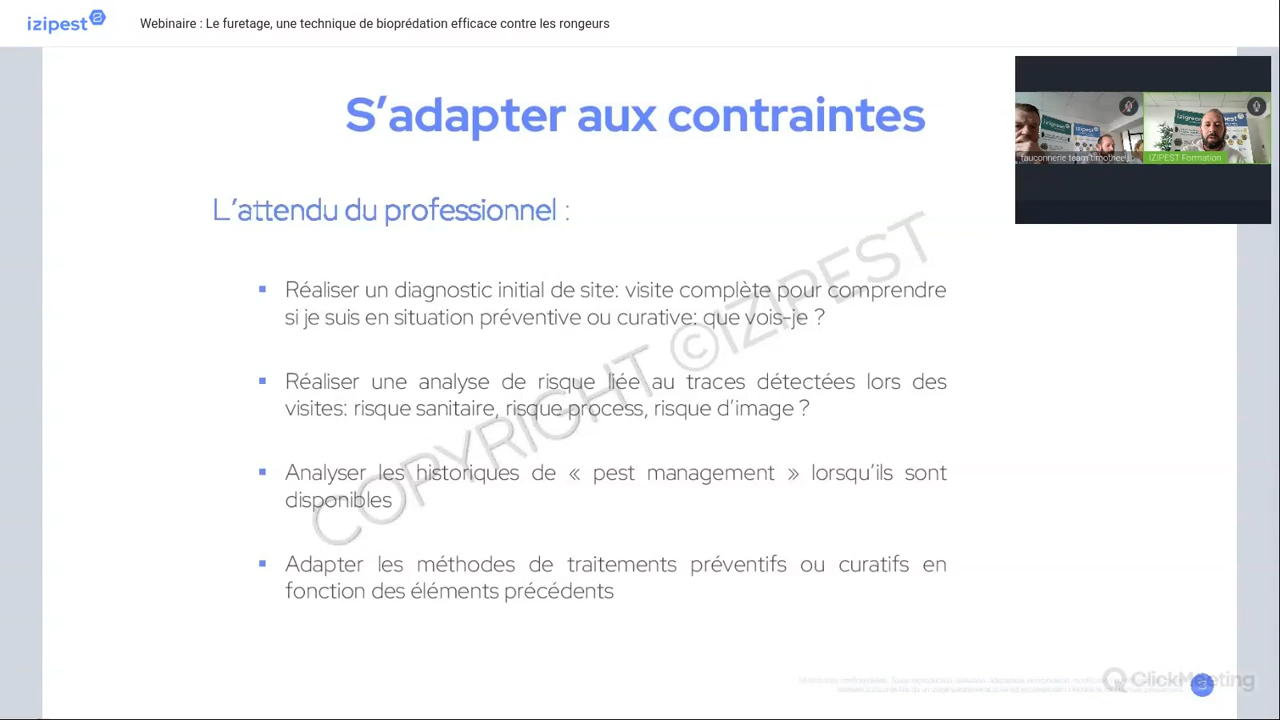 izipest
Webinaire : Le furetage, une technique de bioprédation efficace contre les rongeurs
S’adapter aux contraintes
L’attendu du professionnel :
Réaliser un diagnostic initial de site: visite complète pour comprendre
si je suis en situation préventive ou curative: que vois-je ?
Réaliser une analyse de risque liée au traces détectées lors des
visites: risque sanitaire, risque process, risque d’image ?
Analyser les historiques de « pest management » lorsqu’ils sont
disponibles
Adapter les méthodes de traitements préventifs ou curatifs en
fonction des éléments précédents
COPYRIGHT ©IZIPEST
izigreen
izipest
izipest
fauconnerie team timothee
IZIPEST Formation
ClickMeeting